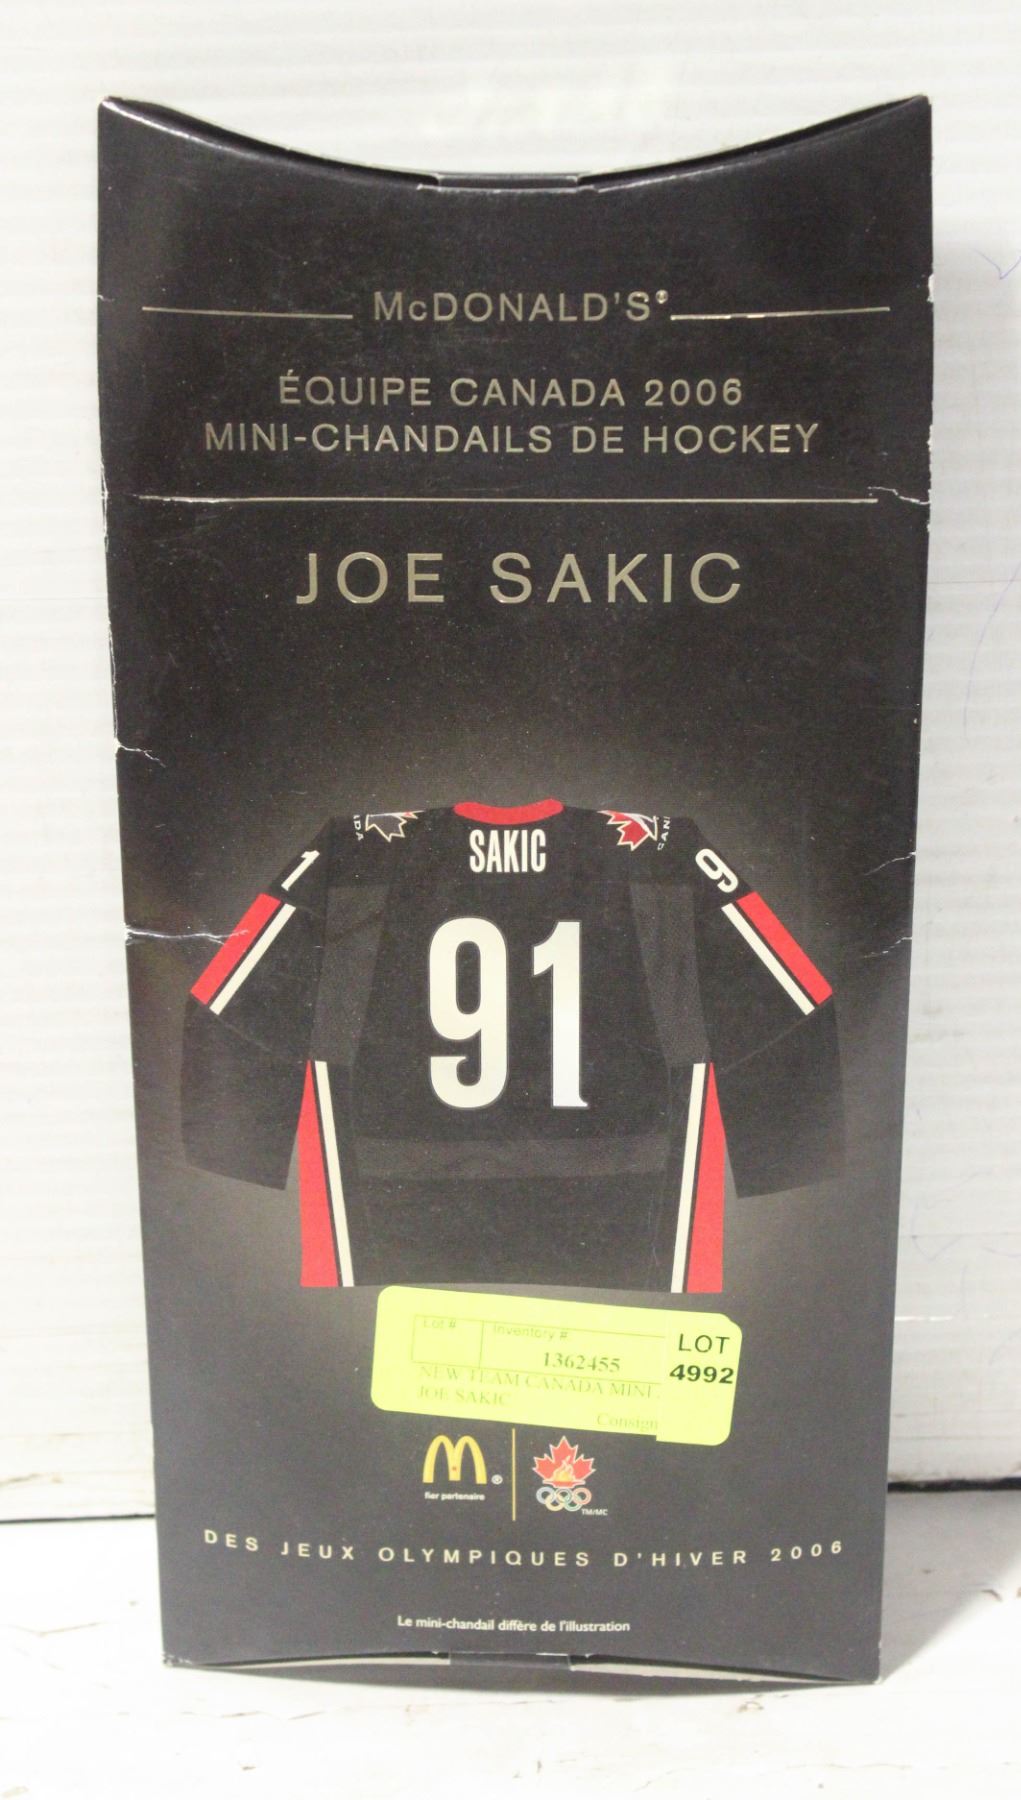 McDONALD'S®
ÉQUIPE CANADA 2006
MINI-CHANDAILS DE HOCKEY
JOE SAKIC
SAKIC
1
9
91
Lot # Inventory #
1362455
LOT
4992
NEW TEAM CANADA MINI
JOE SAKIC
Consign
®
fier partenaire
TM/MC
DES JEUX OLYMPIQUES D'HIVER 2006
Le mini-chandail diffère de l'illustration